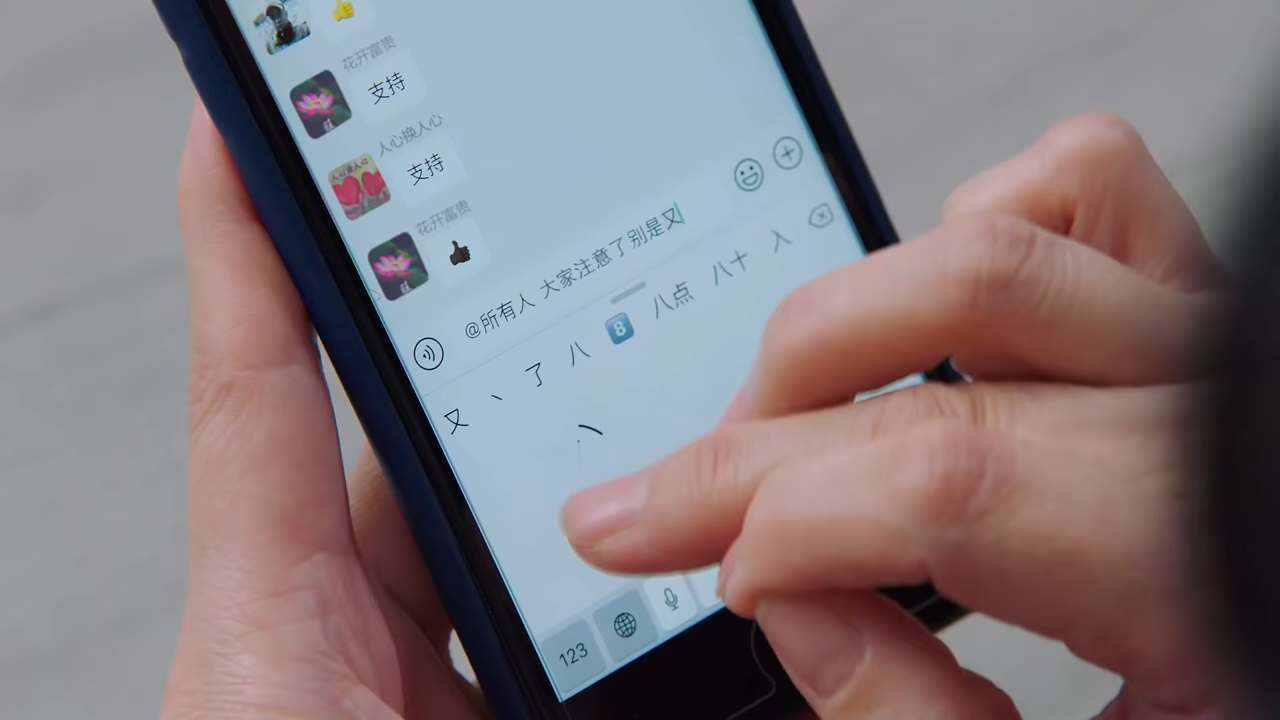 花开富贵
支持
人心换人心
支持
花开富贵
@所有人 大家注意了别是又
又 丶 了 八 8 八点 八十 入
123